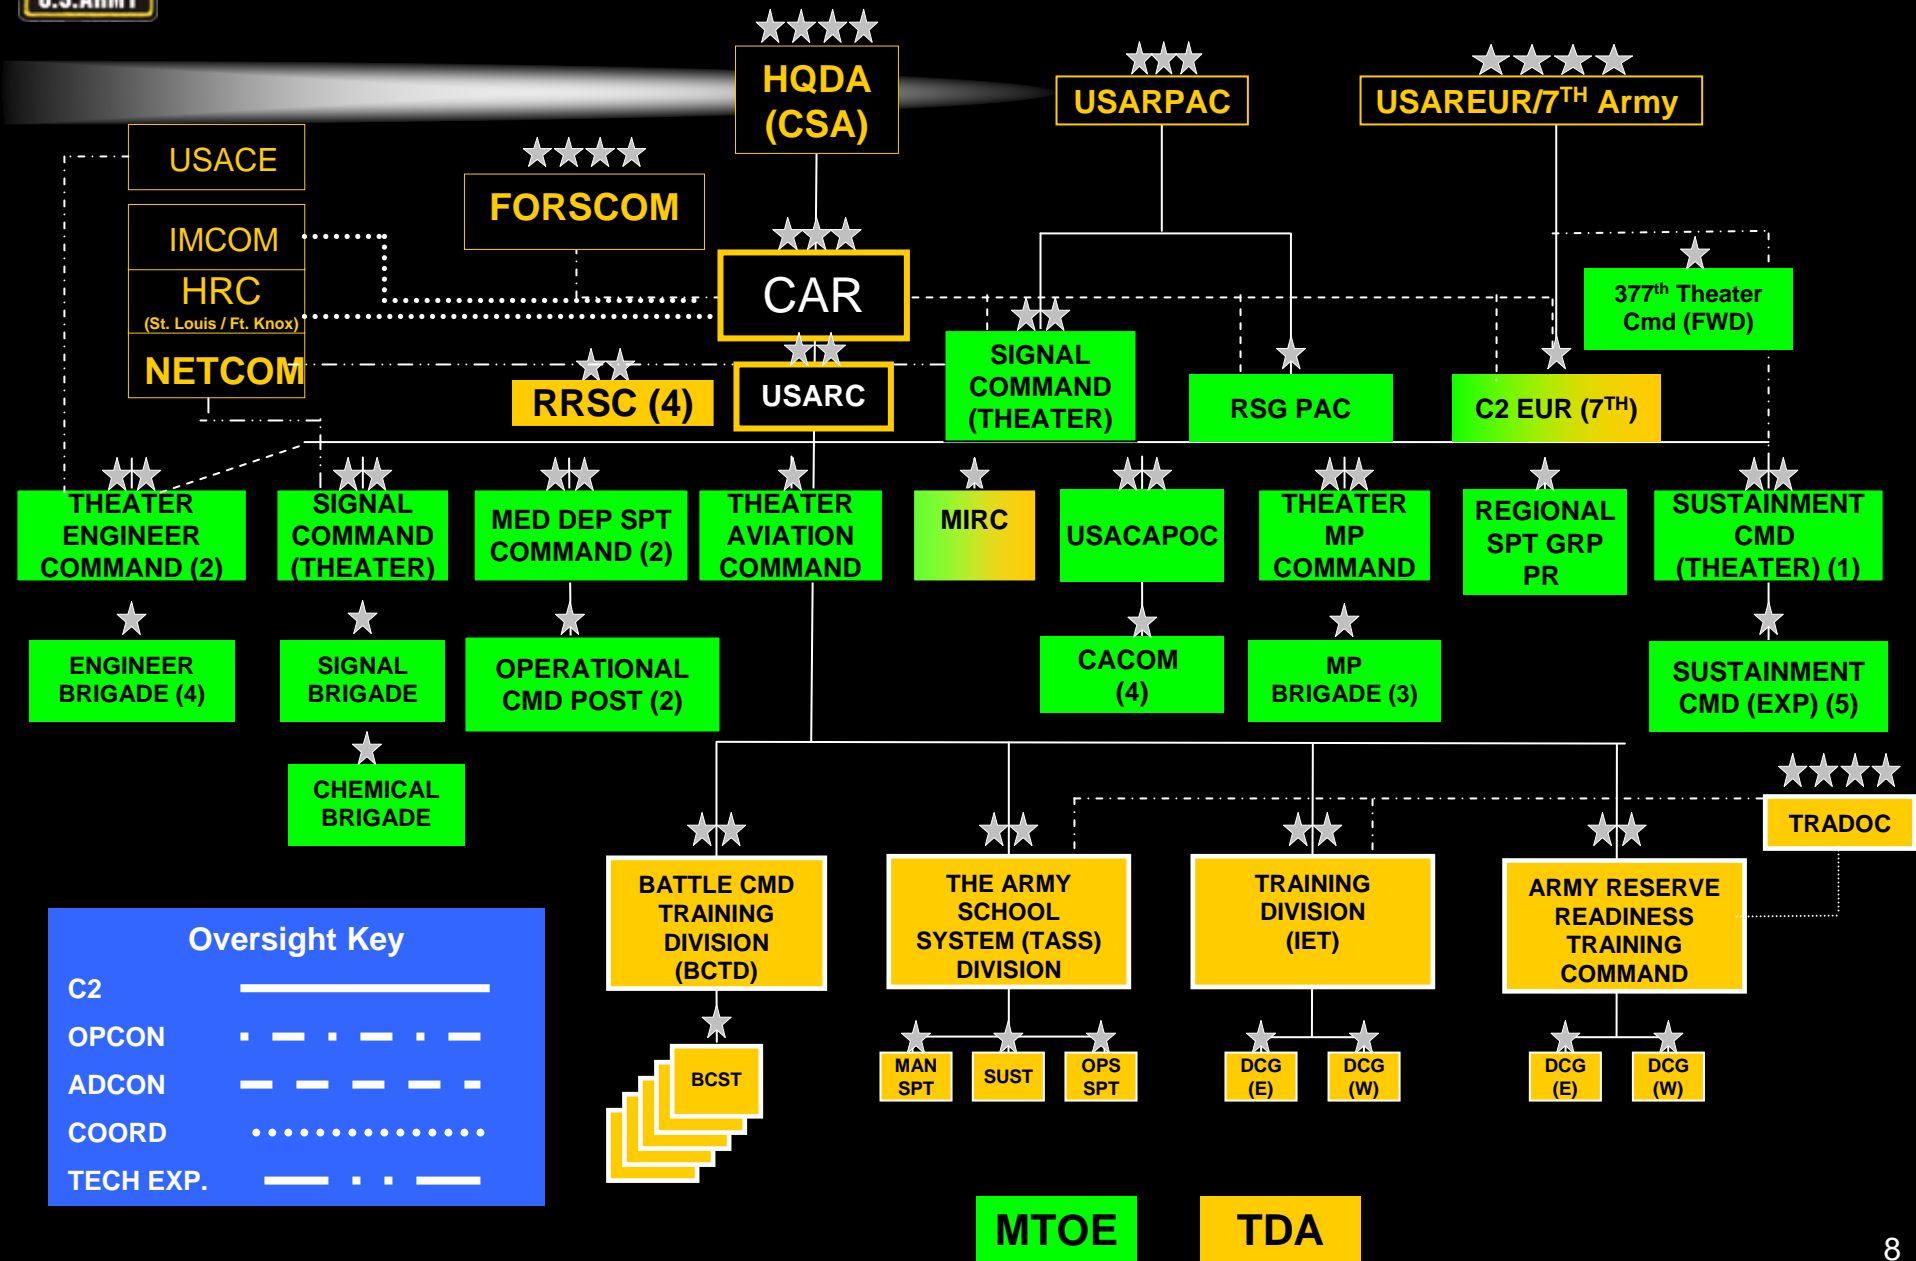 U.S.ARMY
HQDA
(CSA)
USARPAC
USAREUR/7TH Army
USACE
FORSCOM
IMCOM
HRC
(St. Louis / Ft. Knox)
NETCOM
CAR
377th Theater
Cmd (FWD)
RRSC (4)
USARC
SIGNAL
COMMAND
(THEATER)
RSG PAC
C2 EUR (7TH)
THEATER
ENGINEER
COMMAND (2)
SIGNAL
COMMAND
(THEATER)
MED DEP SPT
COMMAND (2)
THEATER
AVIATION
COMMAND
MIRC
USACAPOC
THEATER
MP
COMMAND
REGIONAL
SPT GRP
PR
SUSTAINMENT
CMD
(THEATER) (1)
ENGINEER
BRIGADE (4)
SIGNAL
BRIGADE
OPERATIONAL
CMD POST (2)
CACOM
(4)
MP
BRIGADE (3)
SUSTAINMENT
CMD (EXP) (5)
CHEMICAL
BRIGADE
TRADOC
BATTLE CMD
TRAINING
DIVISION
(BCTD)
THE ARMY
SCHOOL
SYSTEM (TASS)
DIVISION
TRAINING
DIVISION
(IET)
ARMY RESERVE
READINESS
TRAINING
COMMAND
BCST
MAN
SPT
SUST
OPS
SPT
DCG
(E)
DCG
(W)
DCG
(E)
DCG
(W)
Oversight Key
C2
OPCON
ADCON
COORD
TECH EXP.
MTOE
TDA
8